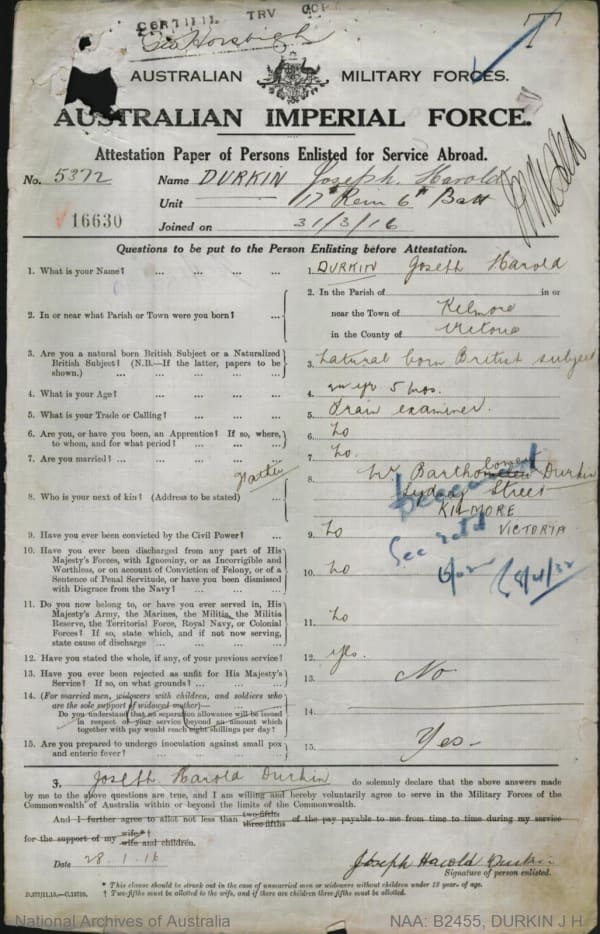 CERTIFIED TRV COPY
AUSTRALIAN MILITARY FORCES.
AUSTRALIAN IMPERIAL FORCE.
Attestation Paper of Persons Enlisted for Service Abroad.
No. 5372 Name DURKIN Joseph Harold
Unit 17th Rein 6th Batt
16630
Joined on 31/3/16
Questions to be put to the Person Enlisting before Attestation.
1. What is your Name? ... ... ... ... 1. DURKIN Joseph Harold
2. In or near what Parish or Town were you born? ... 2. In the Parish of in or
near the Town of Kilmore
in the County of Victoria
3. Are you a natural born British Subject or a Naturalized British Subject? (N.B.—If the latter, papers to be shown.) ... ... ... ... 3. Natural born British subject
4. What is your Age? ... ... ... ... 4. yrs 5 mos.
5. What is your Trade or Calling? ... ... ... 5. Train examiner.
6. Are you, or have you been, an Apprentice? If so, where, to whom, and for what period? ... ... ... 6. No
7. Are you married? ... ... ... ... 7. No.
8. Who is your next of kin? (Address to be stated) ... Father 8. Mr Bartholomew Durkin
Sydney Street
KILMORE
VICTORIA
Deceased
See
9. Have you ever been convicted by the Civil Power? ... 9. No
10. Have you ever been discharged from any part of His Majesty's Forces, with Ignominy, or as Incorrigible and Worthless, or on account of Conviction of Felony, or of a Sentence of Penal Servitude, or have you been dismissed with Disgrace from the Navy? ... ... ... 10. No
11. Do you now belong to, or have you ever served in, His Majesty's Army, the Marines, the Militia, the Militia Reserve, the Territorial Force, Royal Navy, or Colonial Forces? If so, state which, and if not now serving, state cause of discharge ... ... ... 11. No
12. Have you stated the whole, if any, of your previous service? 12. Yes.
13. Have you ever been rejected as unfit for His Majesty's Service? If so, on what grounds? ... ... ... 13. No
14. (For married men, widowers with children, and soldiers who are the sole support of widowed mother)—
Do you understand that no separation allowance will be issued in respect of your service beyond an amount which together with pay would reach eight shillings per day? 14.
15. Are you prepared to undergo inoculation against small pox and enteric fever? ... ... ... 15. Yes
I, Joseph Harold Durkin do solemnly declare that the above answers made
by me to the above questions are true, and I am willing and hereby voluntarily agree to serve in the Military Forces of the
Commonwealth of Australia within or beyond the limits of the Commonwealth.
And I further agree to allot not less than two-fifths three-fifths of the pay payable to me from time to time during my service
for the support of my wife*† wife and children.
Date 28.1.16 Joseph Harold Durkin
Signature of person enlisted.
* This clause should be struck out in the case of unmarried men or widowers without children under 18 years of age.
† Two-fifths must be allotted to the wife, and if there are children three-fifths must be allotted.
National Archives of Australia NAA: B2455, DURKIN J H